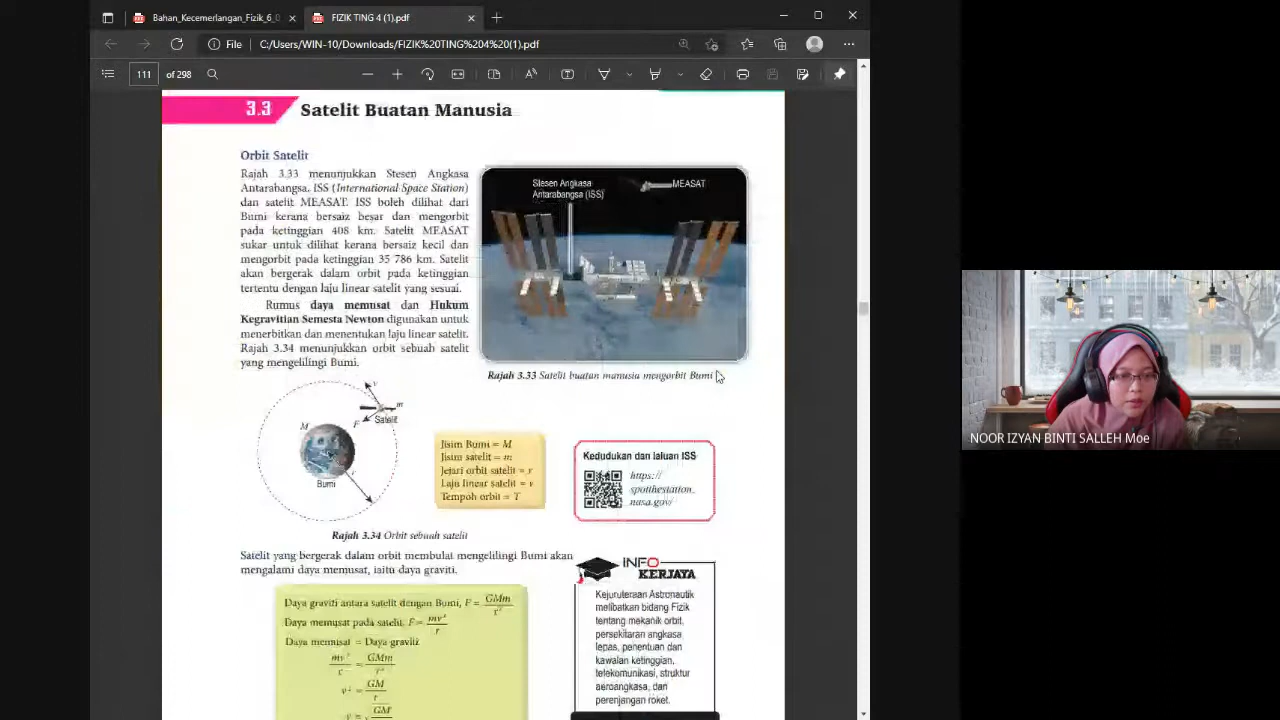 Bahan_Kecemerlangan_Fizik_6_0
FIZIK TING 4 (1).pdf
File
C:/Users/WIN-10/Downloads/FIZIK%20TING%204%20(1).pdf
111 of 298
3.3 Satelit Buatan Manusia
Orbit Satelit
Rajah 3.33 menunjukkan Stesen Angkasa
Antarabangsa, ISS (International Space Station)
dan satelit MEASAT. ISS boleh dilihat dari
Bumi kerana bersaiz besar dan mengorbit
pada ketinggian 408 km. Satelit MEASAT
sukar untuk dilihat kerana bersaiz kecil dan
mengorbit pada ketinggian 35 786 km. Satelit
akan bergerak dalam orbit pada ketinggian
tertentu dengan laju linear satelit yang sesuai.
Rumus daya memusat dan Hukum
Kegravitian Semesta Newton digunakan untuk
menerbitkan dan menentukan laju linear satelit.
Rajah 3.34 menunjukkan orbit sebuah satelit
yang mengelilingi Bumi.
Stesen Angkasa
Antarabangsa (ISS)
MEASAT
Rajah 3.33 Satelit buatan manusia mengorbit Bumi
v
m
F
Satelit
M
Bumi
r
Rajah 3.34 Orbit sebuah satelit
Jisim Bumi = M
Jisim satelit = m
Jejari orbit satelit = r
Laju linear satelit = v
Tempoh orbit = T
Kedudukan dan laluan ISS
https://
spotthestation.
nasa.gov/
Satelit yang bergerak dalam orbit membulat mengelilingi Bumi akan
mengalami daya memusat, iaitu daya graviti.
Daya graviti antara satelit dengan Bumi, F = GMm/r²
Daya memusat pada satelit, F = mv²/r
Daya memusat = Daya graviti
mv²/r = GMm/r²
v² = GM/r
v = √GM
INFO
KERJAYA
Kejuruteraan Astronautik
melibatkan bidang Fizik
tentang mekanik orbit,
persekitaran angkasa
lepas, penentuan dan
kawalan ketinggian,
telekomunikasi, struktur
aeroangkasa, dan
perenjangan roket.
NOOR IZYAN BINTI SALLEH Moe